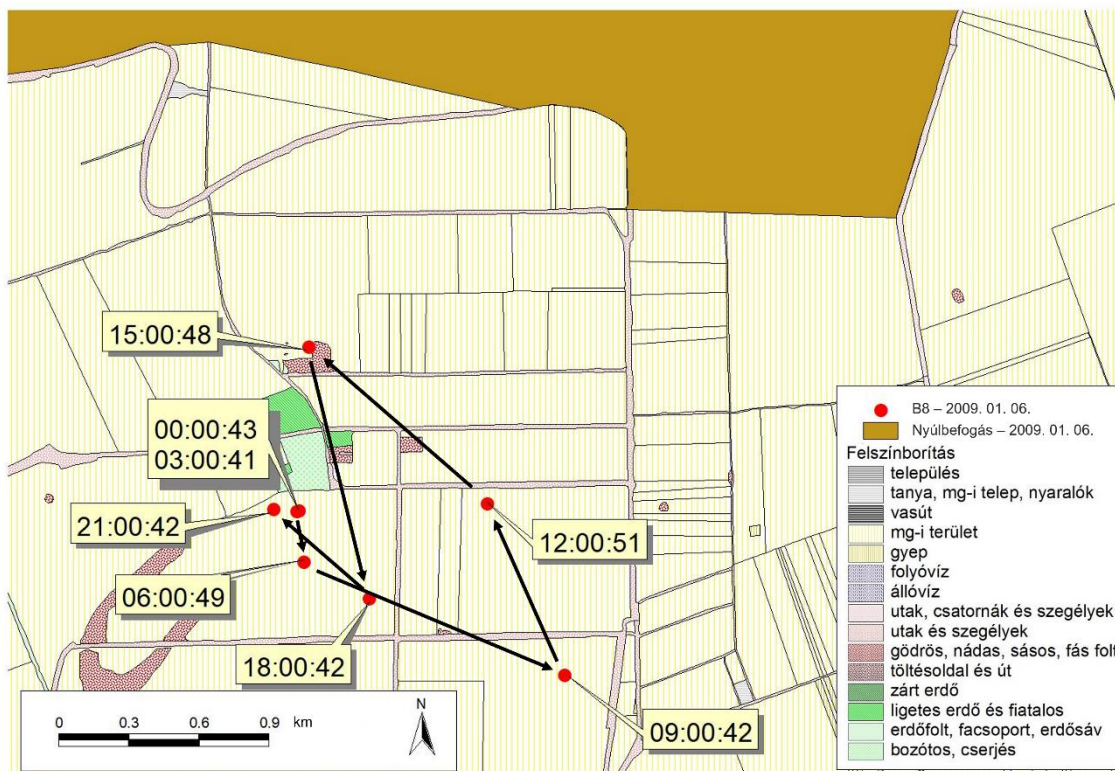 15:00:48
00:00:43
03:00:41
21:00:42
12:00:51
06:00:49
18:00:42
09:00:42
0 0.3 0.6 0.9 km
N
B8 – 2009. 01. 06.
Nyúlbefogás – 2009. 01. 06.
Felszínborítás
település
tanya, mg-i telep, nyaralók
vasút
mg-i terület
gyep
folyóvíz
állóvíz
utak, csatornák és szegélyek
utak és szegélyek
gödrös, nádas, sásos, fás folt
töltésoldal és út
zárt erdő
ligetes erdő és fiatalos
erdőfolt, facsoport, erdősáv
bozótos, cserjés